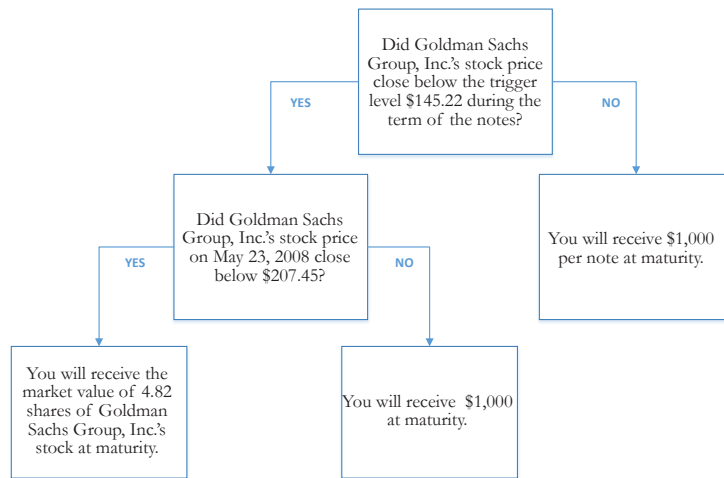 Did Goldman Sachs
Group, Inc.'s stock price
close below the trigger
level $145.22 during the
term of the notes?
YES
NO
Did Goldman Sachs
Group, Inc.'s stock price
on May 23, 2008 close
below $207.45?
You will receive $1,000
per note at maturity.
YES
NO
You will receive the
market value of 4.82
shares of Goldman
Sachs Group, Inc.'s
stock at maturity.
You will receive $1,000
at maturity.